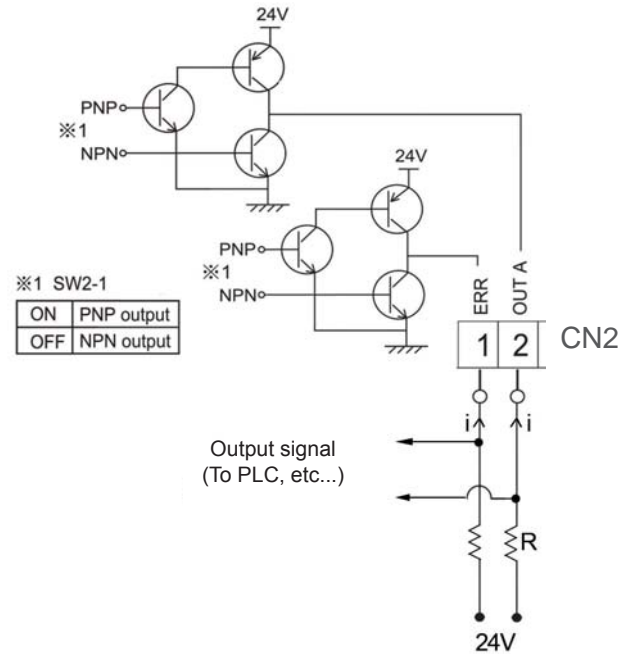 24V
PNP
※1
NPN
24V
PNP
※1
NPN
※1 SW2-1
ON PNP output
OFF NPN output
ERR
OUT A
1 2
CN2
i i
Output signal
(To PLC, etc...)
R
24V